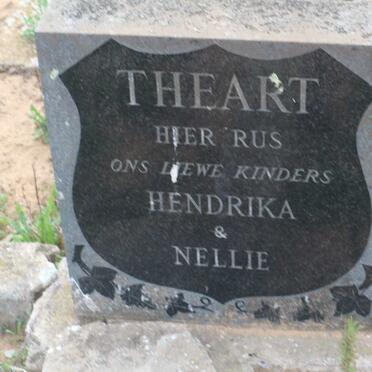 THEART
HIER RUS
ONS LIEWE KINDERS
HENDRIKA
&
NELLIE